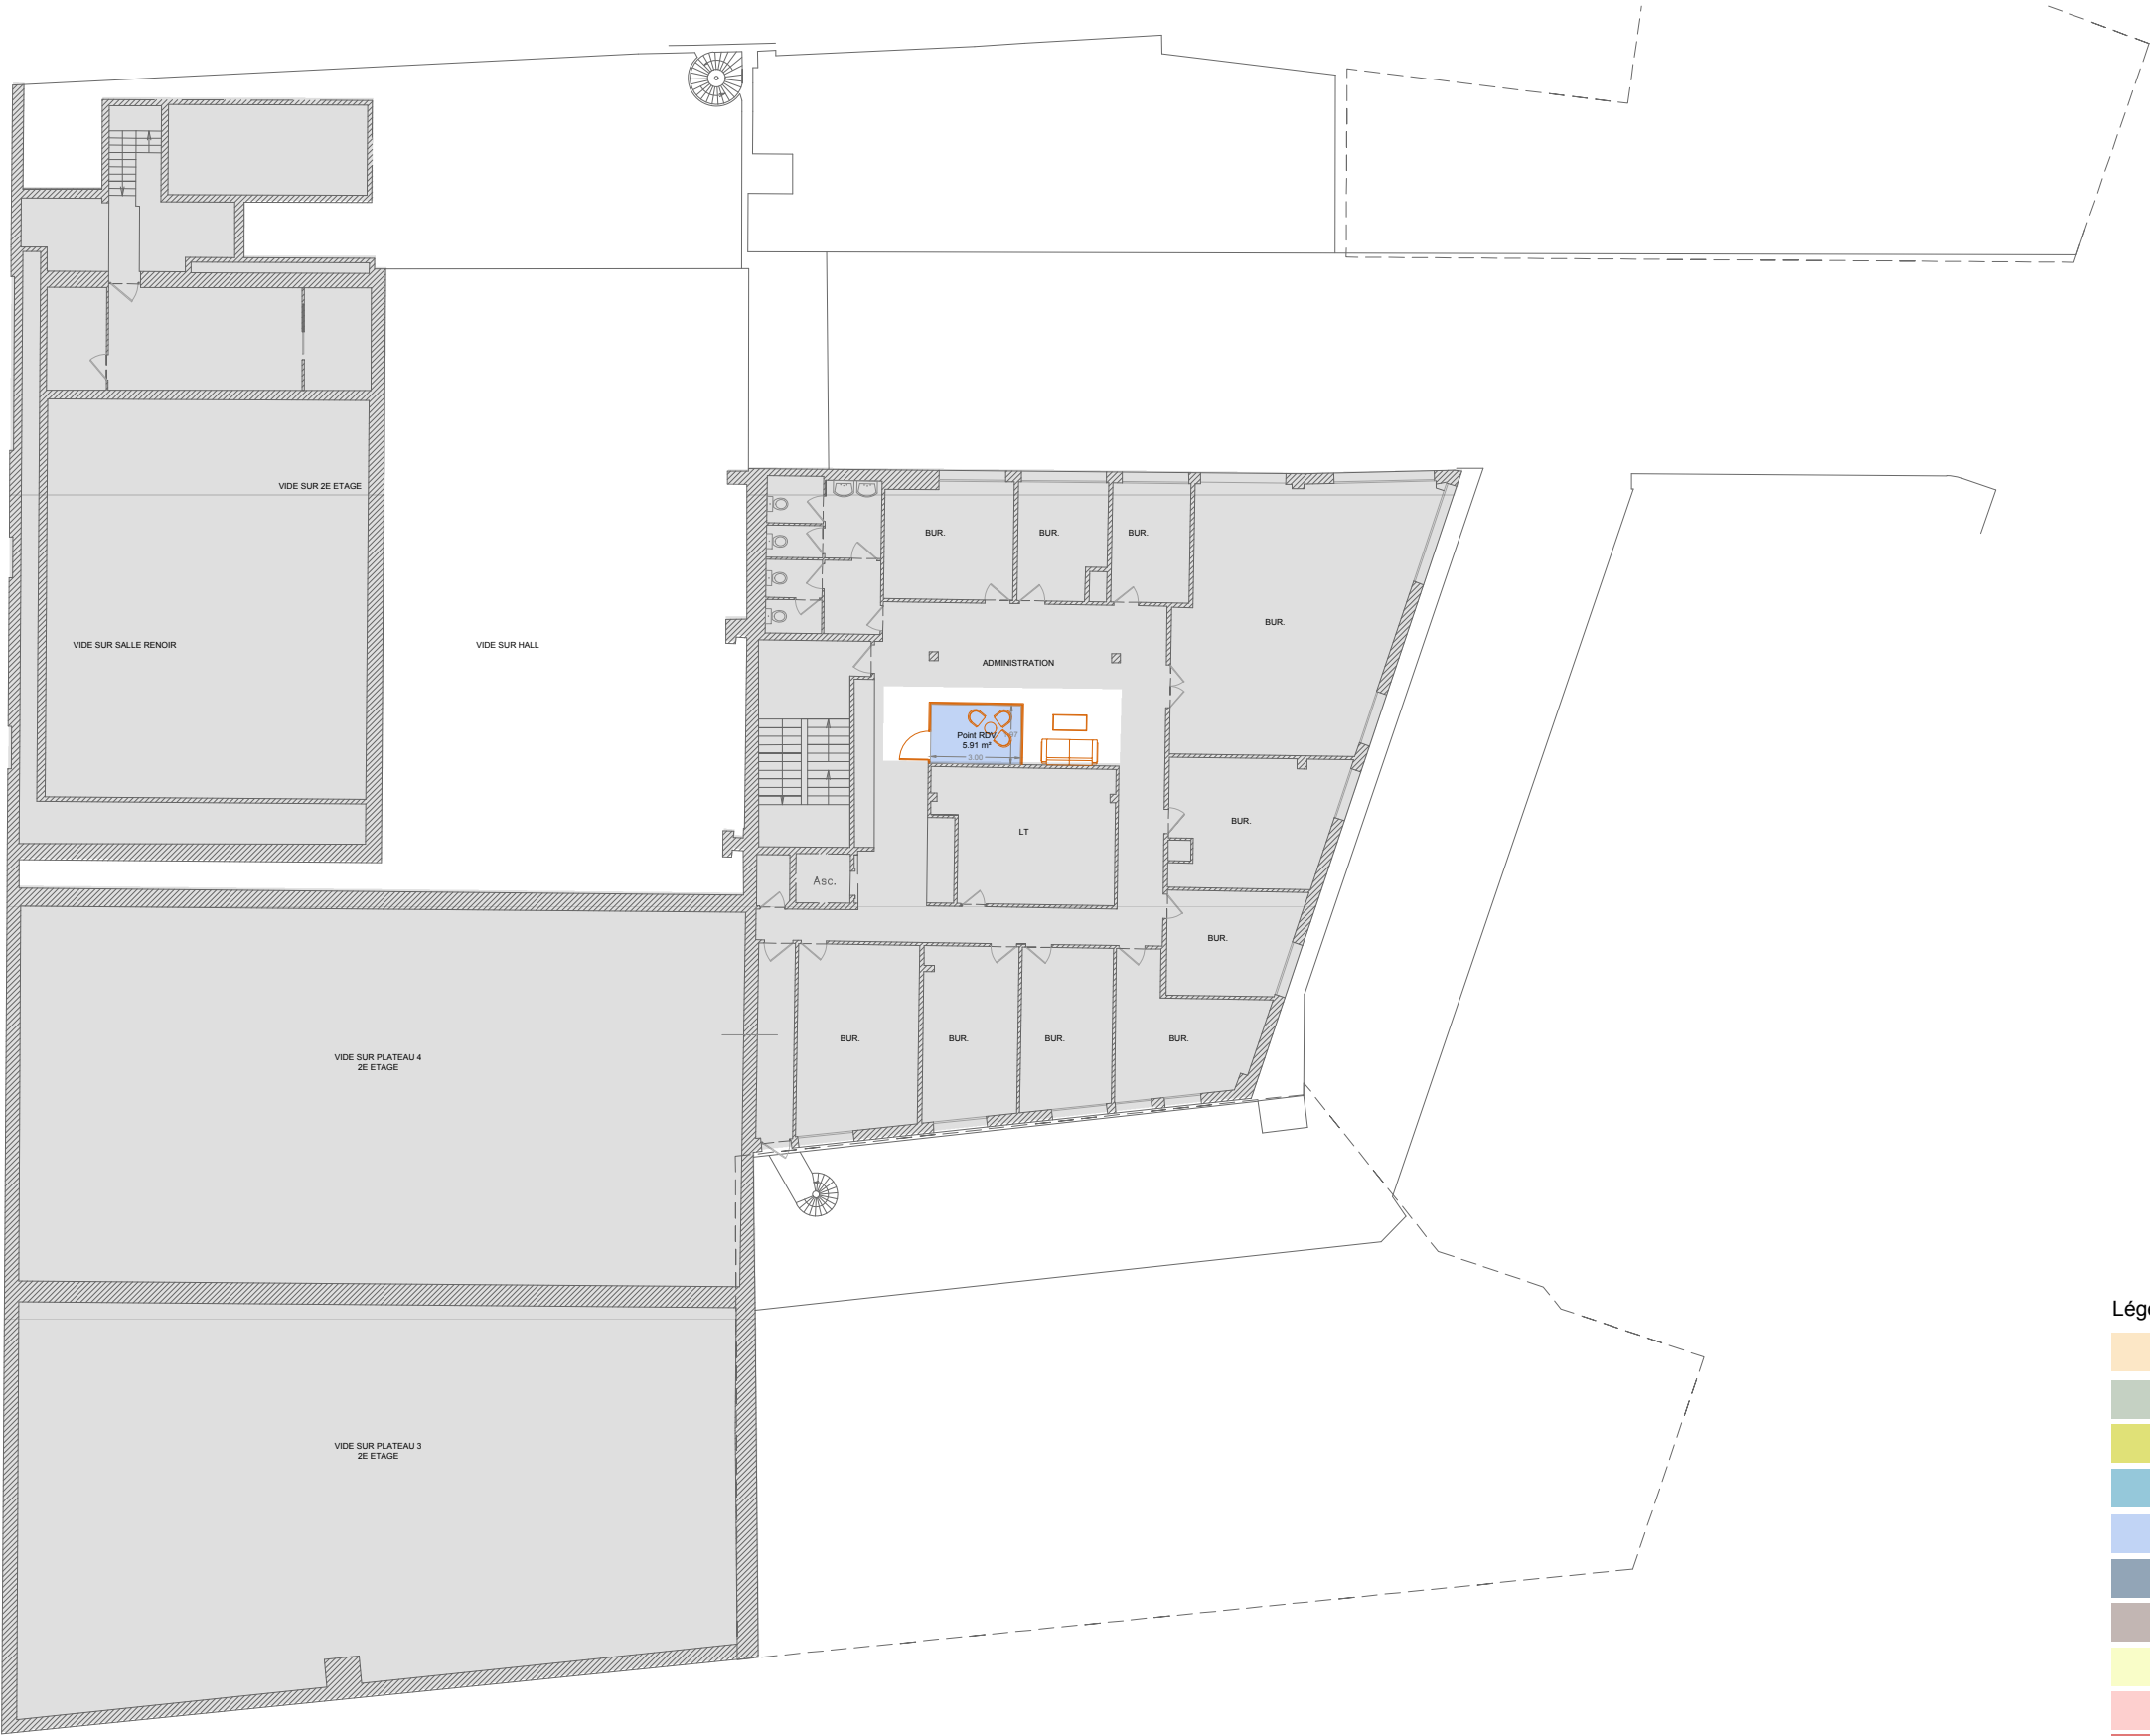 VIDE SUR 2E ETAGE
BUR.
BUR.
BUR.
BUR.
VIDE SUR SALLE RENOIR
VIDE SUR HALL
ADMINISTRATION
Point RDV
5.91 m²
3.00
BUR.
LT
Asc.
BUR.
BUR.
BUR.
BUR.
BUR.
VIDE SUR PLATEAU 4
2E ETAGE
Lége
VIDE SUR PLATEAU 3
2E ETAGE